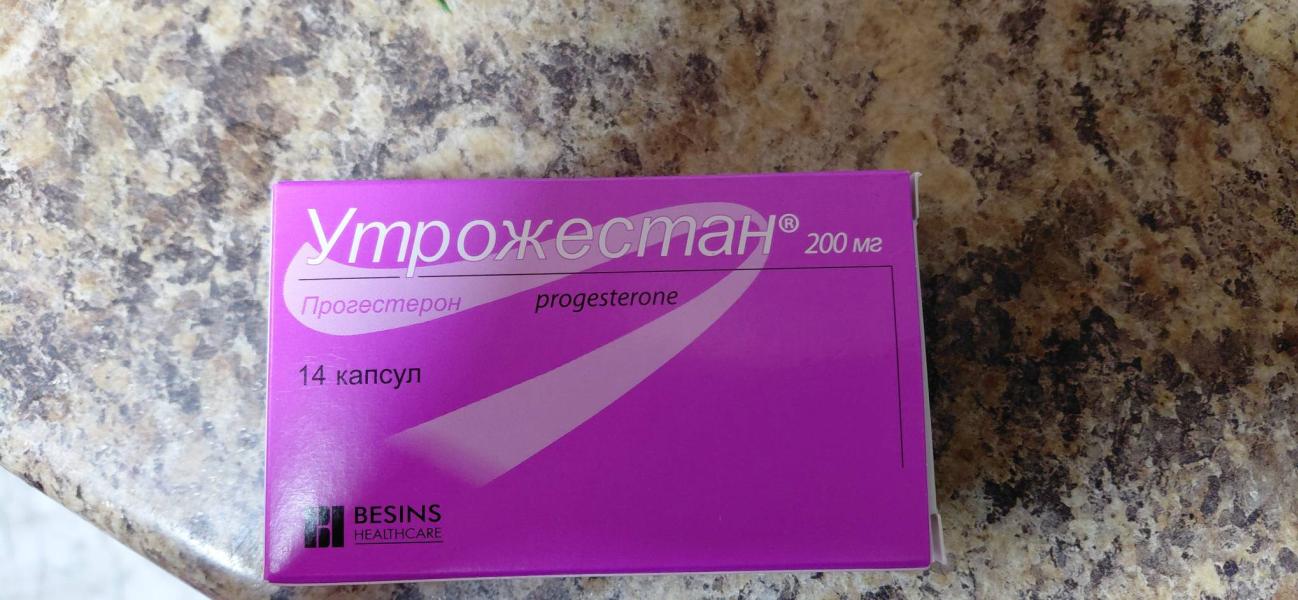 Утрожестан® 200 мг
Прогестерон progesterone
14 капсул
BESINS
HEALTHCARE